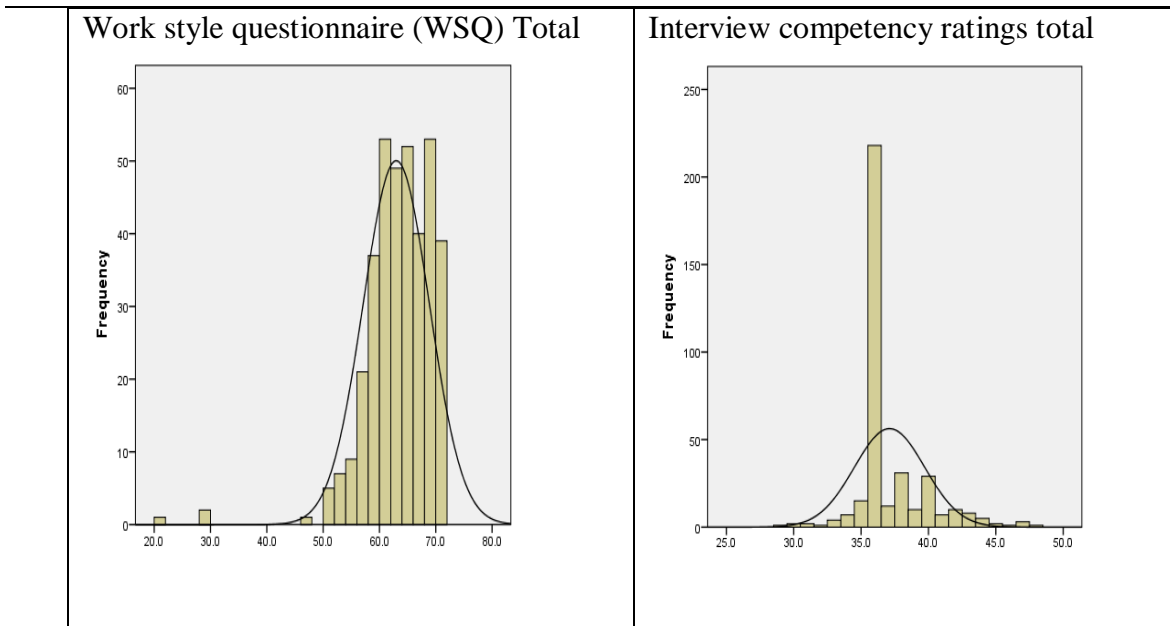 Work style questionnaire (WSQ) Total
60
50
40
30
20
10
0
Frequency
20.0 30.0 40.0 50.0 60.0 70.0 80.0
Interview competency ratings total
250
200
150
100
50
0
Frequency
25.0 30.0 35.0 40.0 45.0 50.0